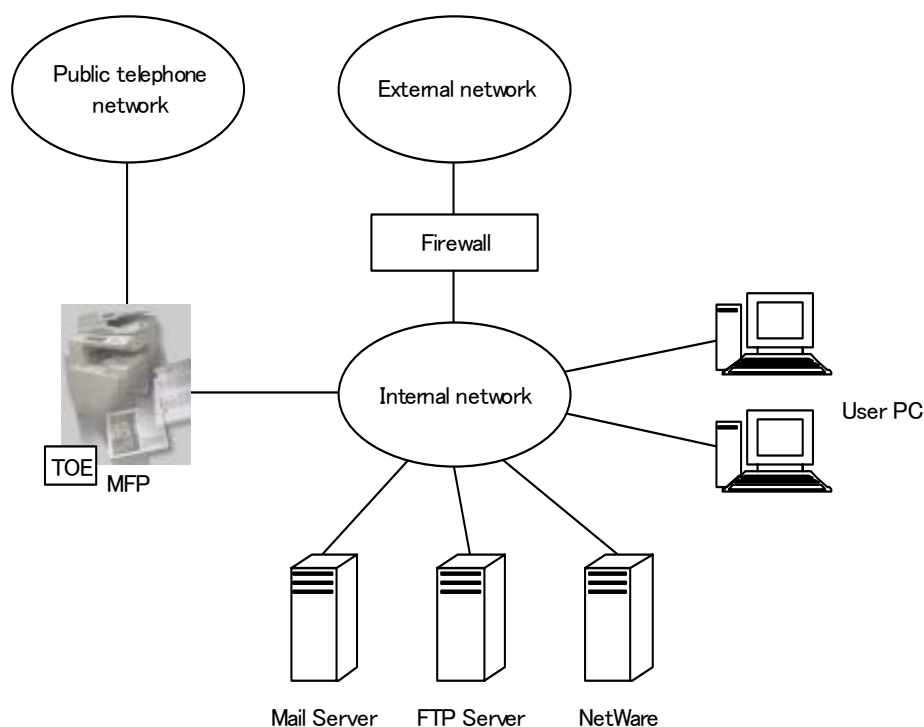 Public telephone
network
External network
Firewall
Internal network
User PC
TOE
MFP
Mail Server
FTP Server
NetWare